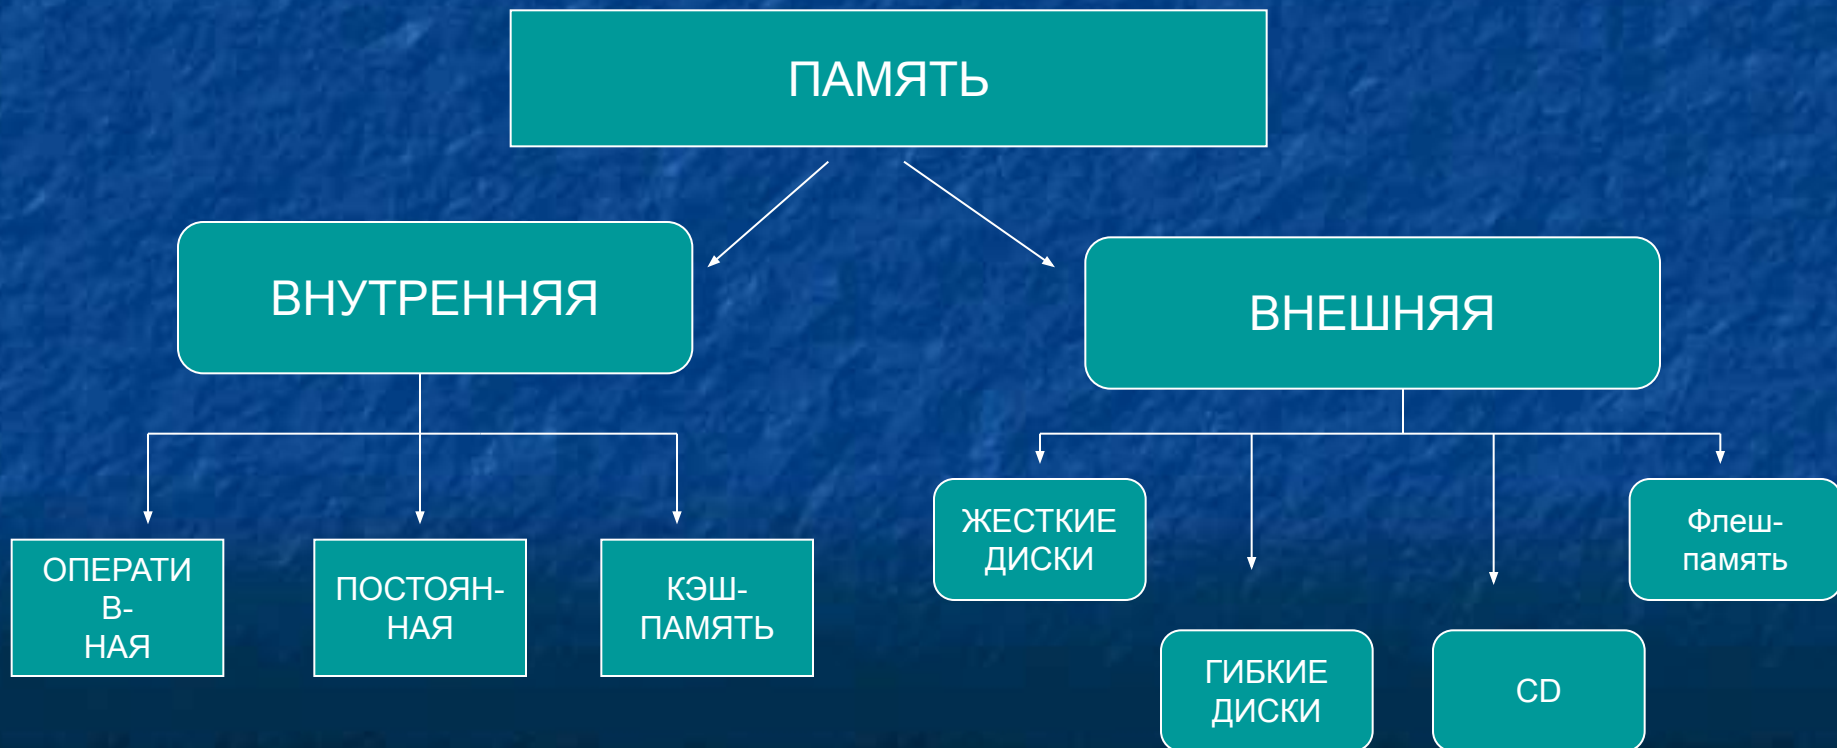 ПАМЯТЬ
ВНУТРЕННЯЯ
ВНЕШНЯЯ
ОПЕРАТИ
В-
НАЯ
ПОСТОЯН-
НАЯ
КЭШ-
ПАМЯТЬ
ЖЕСТКИЕ
ДИСКИ
ГИБКИЕ
ДИСКИ
CD
Флеш-
память